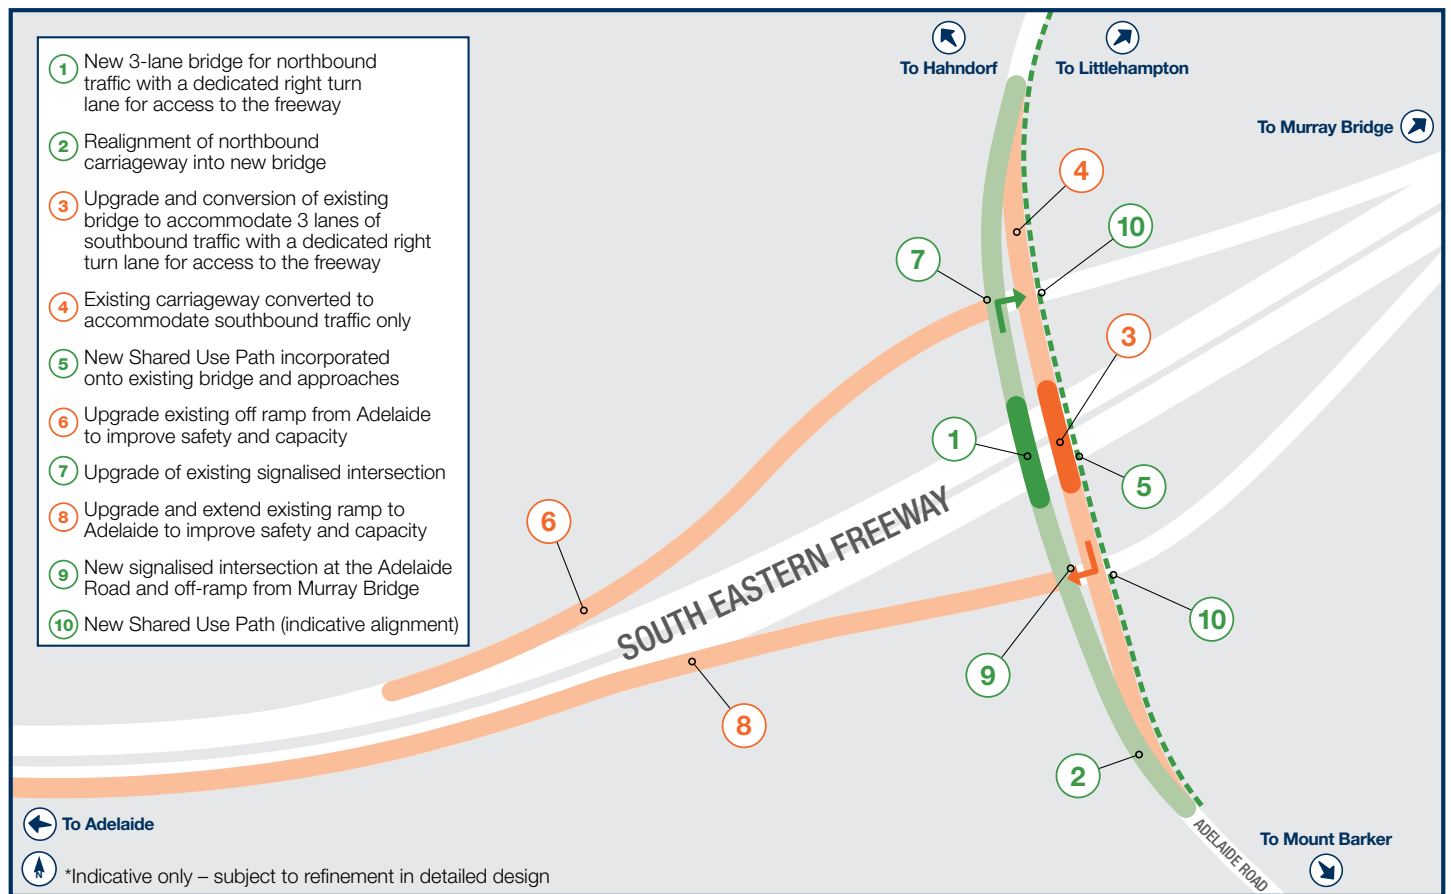 1 New 3-lane bridge for northbound
traffic with a dedicated right turn
lane for access to the freeway
2 Realignment of northbound
carriageway into new bridge
3 Upgrade and conversion of existing
bridge to accommodate 3 lanes of
southbound traffic with a dedicated right
turn lane for access to the freeway
4 Existing carriageway converted to
accommodate southbound traffic only
5 New Shared Use Path incorporated
onto existing bridge and approaches
6 Upgrade existing off ramp from Adelaide
to improve safety and capacity
7 Upgrade of existing signalised intersection
8 Upgrade and extend existing ramp to
Adelaide to improve safety and capacity
9 New signalised intersection at the Adelaide
Road and off-ramp from Murray Bridge
10 New Shared Use Path (indicative alignment)
To Hahndorf
To Littlehampton
To Murray Bridge
4
10
7
3
1
5
6
SOUTH EASTERN FREEWAY
10
9
8
2
To Adelaide
ADELAIDE ROAD
To Mount Barker
N
*Indicative only – subject to refinement in detailed design